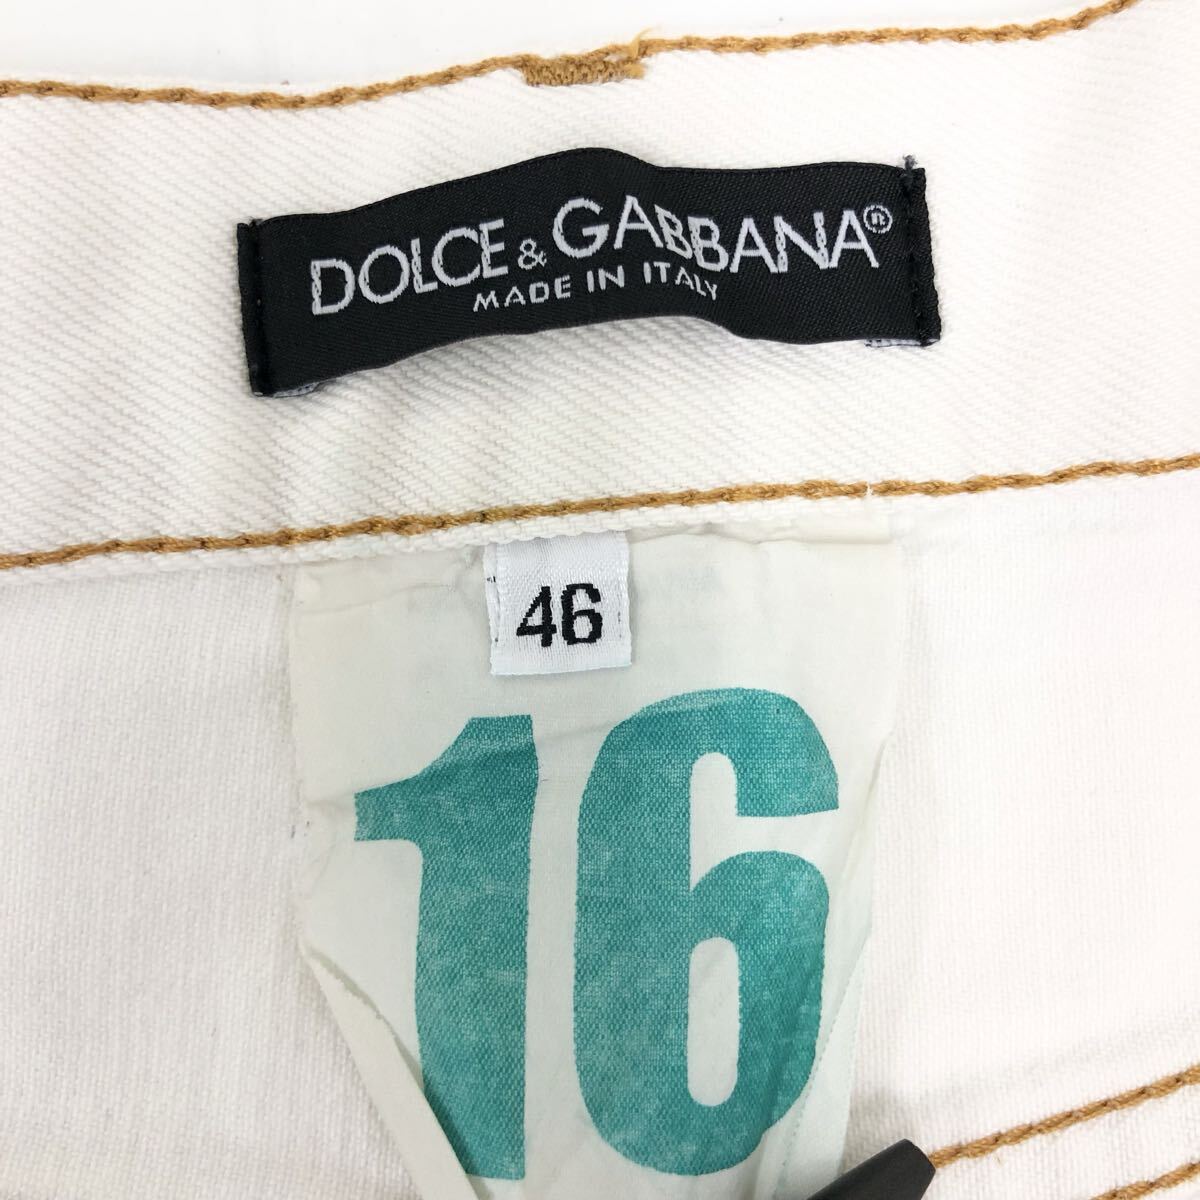 DOLCE & GABBANA®
MADE IN ITALY
46
16